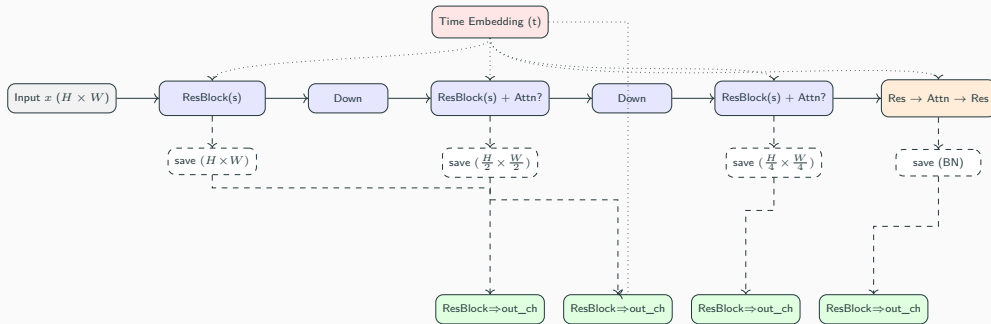 Time Embedding (t)
Input x (H × W)
ResBlock(s)
Down
ResBlock(s) + Attn?
Down
ResBlock(s) + Attn?
Res → Attn → Res
save (H×W)
save (H/2 × W/2)
save (H/4 × W/4)
save (BN)
ResBlock⇒out_ch
ResBlock⇒out_ch
ResBlock⇒out_ch
ResBlock⇒out_ch